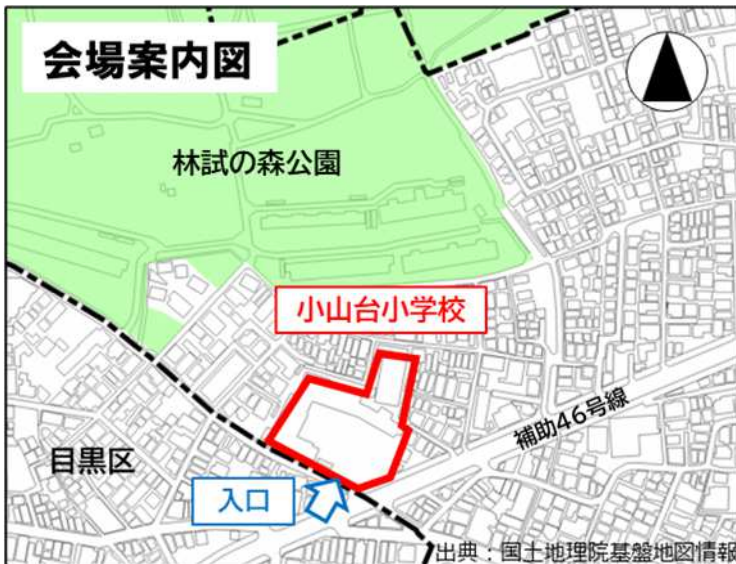 会場案内図
林試の森公園
小山台小学校
補助46号線
目黒区
入口
出典：国土地理院基盤地図情報